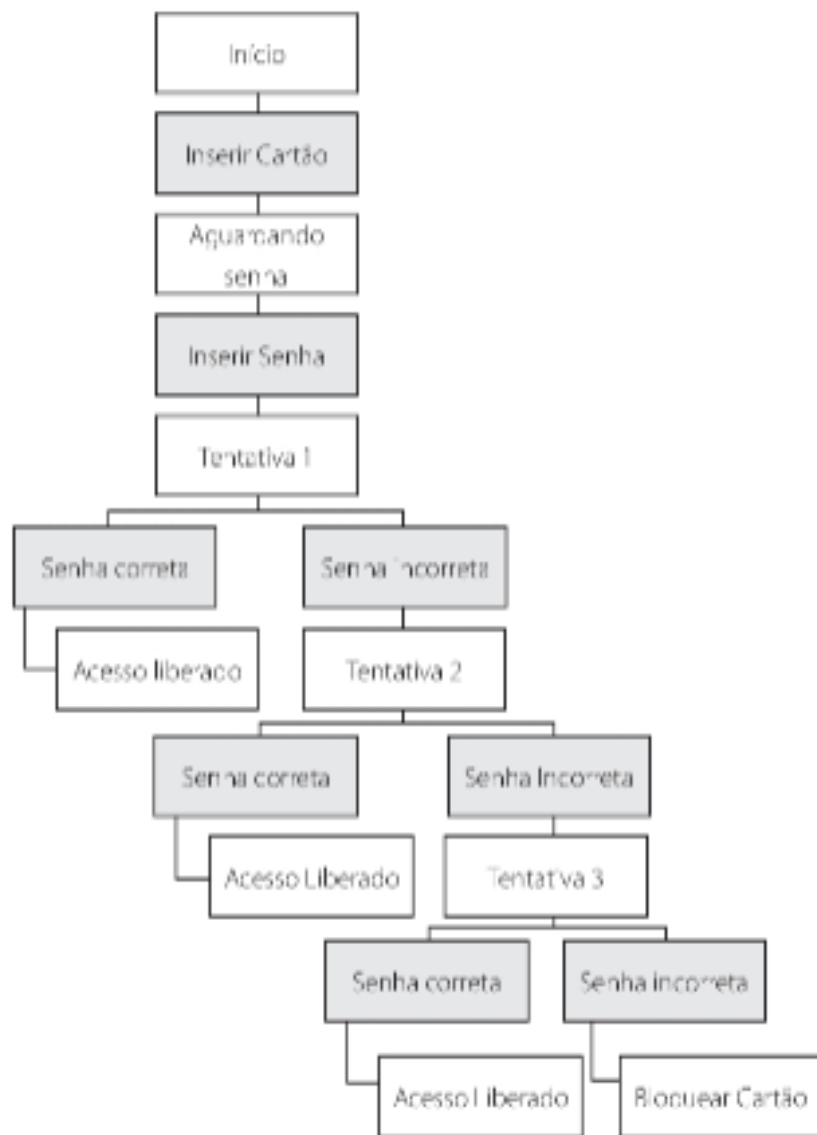 Início
Inserir Cartão
Aguardando
senha
Inserir Senha
Tentativa 1
Senha correta
Senha incorreta
Acesso liberado
Tentativa 2
Senha correta
Senha Incorreta
Acesso Liberado
Tentativa 3
Senha correta
Senha incorreta
Acesso Liberado
Bloquear Cartão